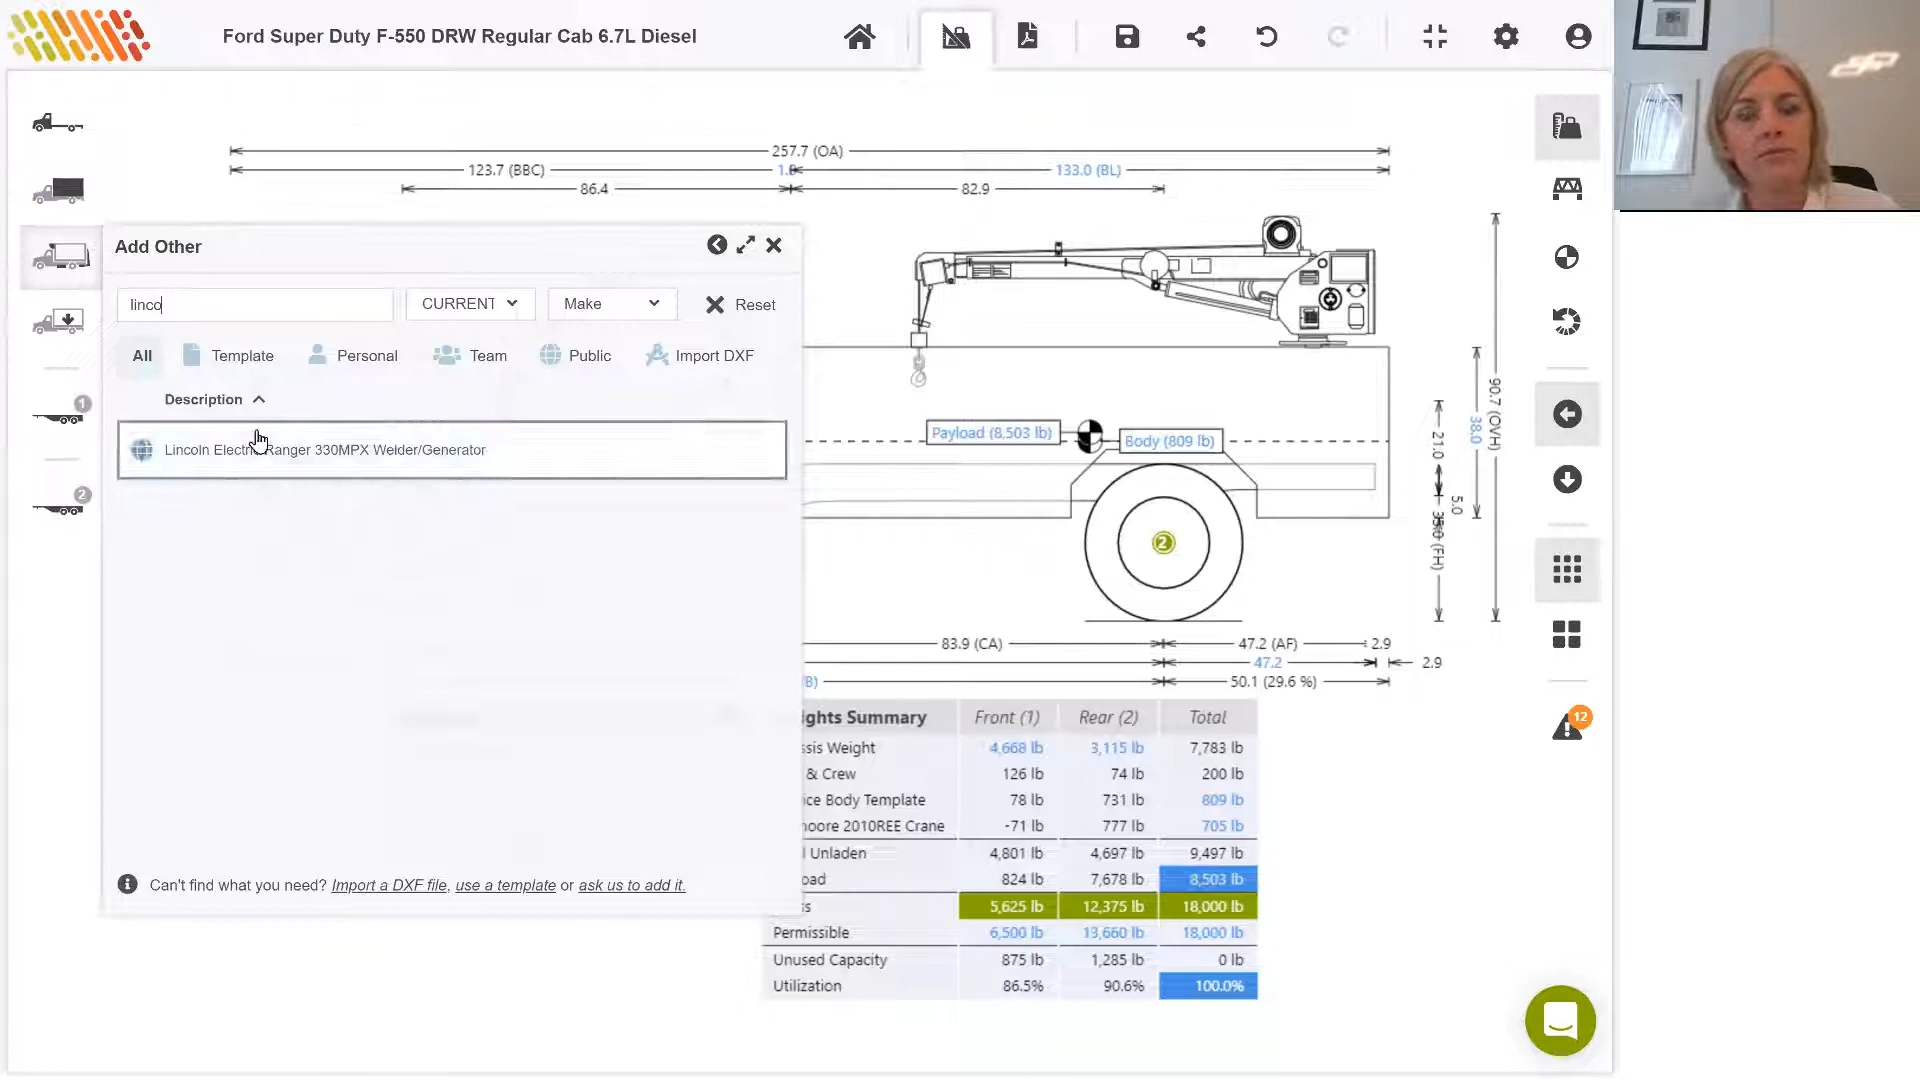 Ford Super Duty F-550 DRW Regular Cab 6.7L Diesel
257.7 (OA)
123.7 (BBC)
133.0 (BL)
86.4
82.9
Add Other
linco
CURRENT
Make
Reset
All
Template
Personal
Team
Public
Import DXF
Description
Lincoln Electric Ranger 330MPX Welder/Generator
1
2
Can't find what you need? Import a DXF file, use a template or ask us to add it.
Payload (8,503 lb)
Body (809 lb)
2
90.7 (OVH)
38.0
21.0
5.0
83.9 (CA)
47.2 (AF)
2.9
47.2
2.9
50.1 (29.6 %)
12
ghts Summary Front (1) Rear (2) Total
ssis Weight 4,668 lb 3,115 lb 7,783 lb
& Crew 126 lb 74 lb 200 lb
ice Body Template 78 lb 731 lb 809 lb
moore 2010REE Crane -71 lb 777 lb 705 lb
l Unladen 4,801 lb 4,697 lb 9,497 lb
oad 824 lb 7,678 lb 8,503 lb
ss 5,625 lb 12,375 lb 18,000 lb
Permissible 6,500 lb 13,660 lb 18,000 lb
Unused Capacity 875 lb 1,285 lb 0 lb
Utilization 86.5% 90.6% 100.0%